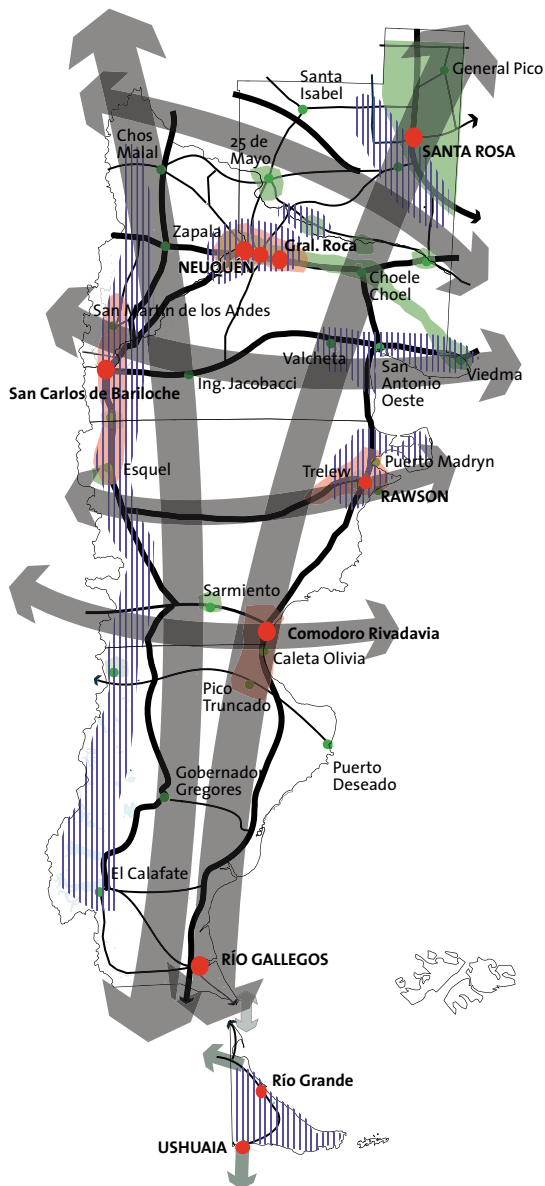 Santa
Isabel
General Pico
Chos
Malal
25 de
Mayo
SANTA ROSA
Zapala
Gral. Roca
NEUQUÉN
Choele
Choel
San Martín de los Andes
Valcheta
San
Antonio
Oeste
Viedma
Ing. Jacobacci
San Carlos de Bariloche
Esquel
Trelew
Puerto Madryn
RAWSON
Sarmiento
Comodoro Rivadavia
Caleta Olivia
Pico
Truncado
Puerto
Deseado
Gobernador
Gregores
El Calafate
RÍO GALLEGOS
Río Grande
USHUAIA